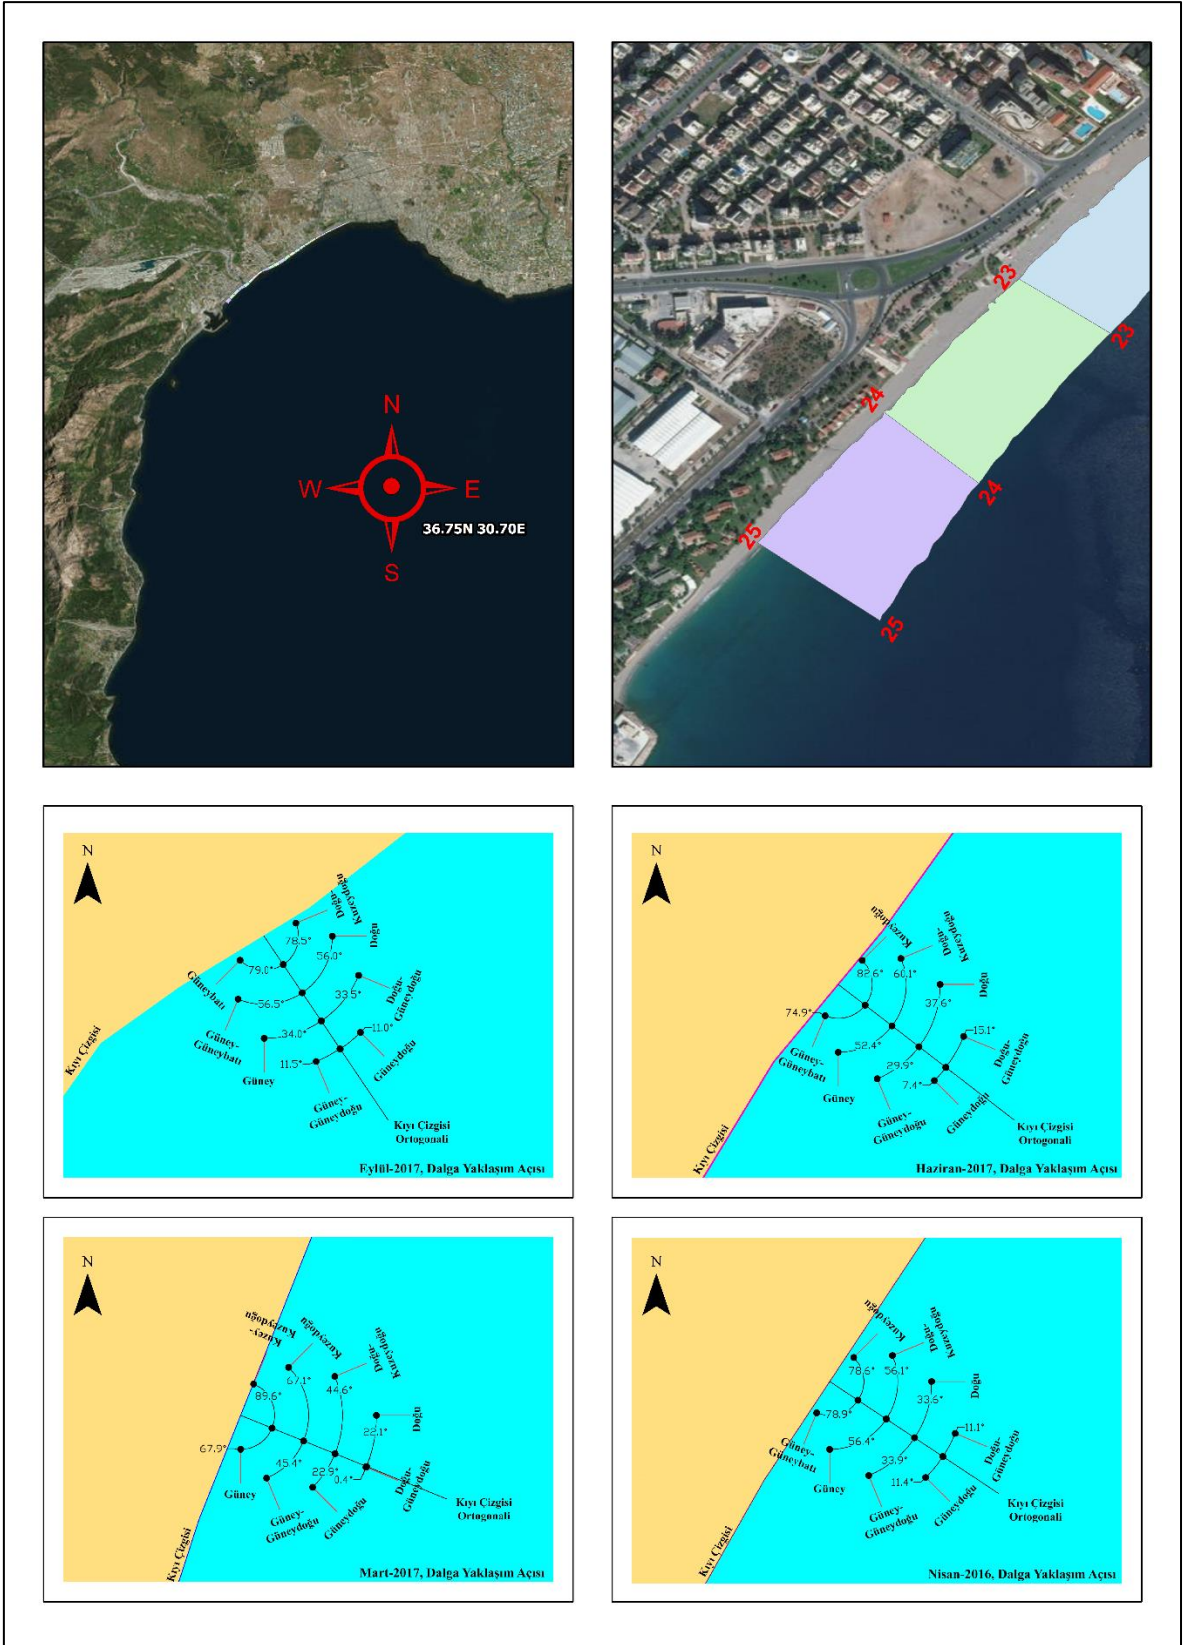 N
W
E
S
36.75N 30.70E
23
23
24
24
25
25
N
Doğu-
Kuzeydoğu
78.5°
56.0°
Doğu
79.0°
Güneybatı
56.5°
33.5°
Doğu-
Güneydoğu
Güney-
Güneybatı
34.0°
11.0°
Güneydoğu
Güney
11.5°
Güney-
Güneydoğu
Kıyı Çizgisi
Kıyı Çizgisi
Ortogonali
Eylül-2017, Dalga Yaklaşım Açısı
N
Kuzeydoğu
Doğu-
Kuzeydoğu
82.6°
60.1°
37.6°
Doğu
74.9°
Güney-
Güneybatı
52.4°
15.1°
Doğu-
Güneydoğu
Güney
29.9°
7.4°
Güneydoğu
Güney-
Güneydoğu
Kıyı Çizgisi
Kıyı Çizgisi
Ortogonali
Haziran-2017, Dalga Yaklaşım Açısı
N
Kuzey-
Kuzeydoğu
Kuzeydoğu
Doğu-
Kuzeydoğu
89.6°
67.1°
44.6°
Doğu
22.1°
67.9°
Güney
45.4°
22.9°
0.4°
Doğu-
Güneydoğu
Güney-
Güneydoğu
Güneydoğu
Kıyı Çizgisi
Kıyı Çizgisi
Ortogonali
Mart-2017, Dalga Yaklaşım Açısı
N
Kuzeydoğu
Doğu-
Kuzeydoğu
78.6°
56.1°
33.6°
Doğu
78.9°
Güney-
Güneybatı
56.4°
11.1°
Doğu-
Güneydoğu
Güney
33.9°
11.4°
Güneydoğu
Güney-
Güneydoğu
Kıyı Çizgisi
Kıyı Çizgisi
Ortogonali
Nisan-2016, Dalga Yaklaşım Açısı